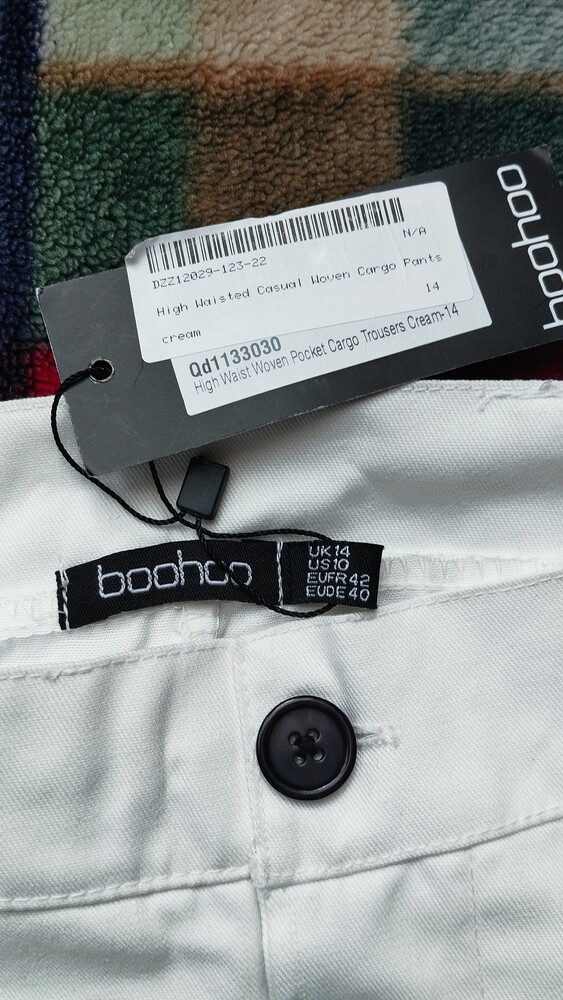 boohoo
N/A
DZZ12029-123-22
High Waisted Casual Woven Cargo Pants
14
cream
Qd1133030
High Waist Woven Pocket Cargo Trousers Cream-14
boohoo
UK14
US10
EUFR42
EUDE40